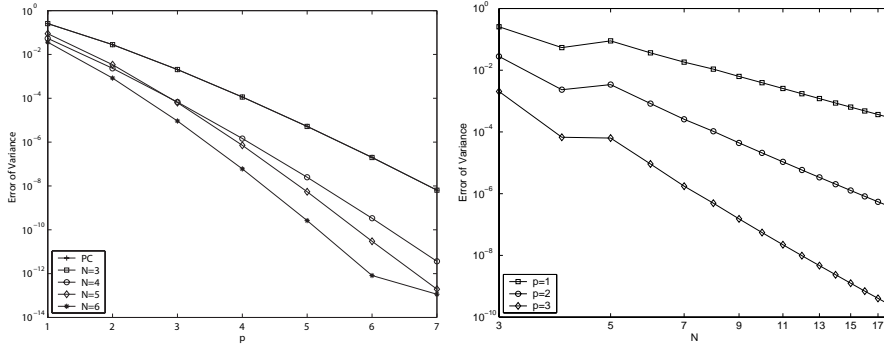 10^0
10^-2
10^-4
10^-6
10^-8
10^-10
10^-12
10^-14
Error of Variance
1 2 3 4 5 6 7
p
PC
N=3
N=4
N=5
N=6
10^0
10^-2
10^-4
10^-6
10^-8
10^-10
Error of Variance
3 5 7 9 11 13 15 17
N
p=1
p=2
p=3